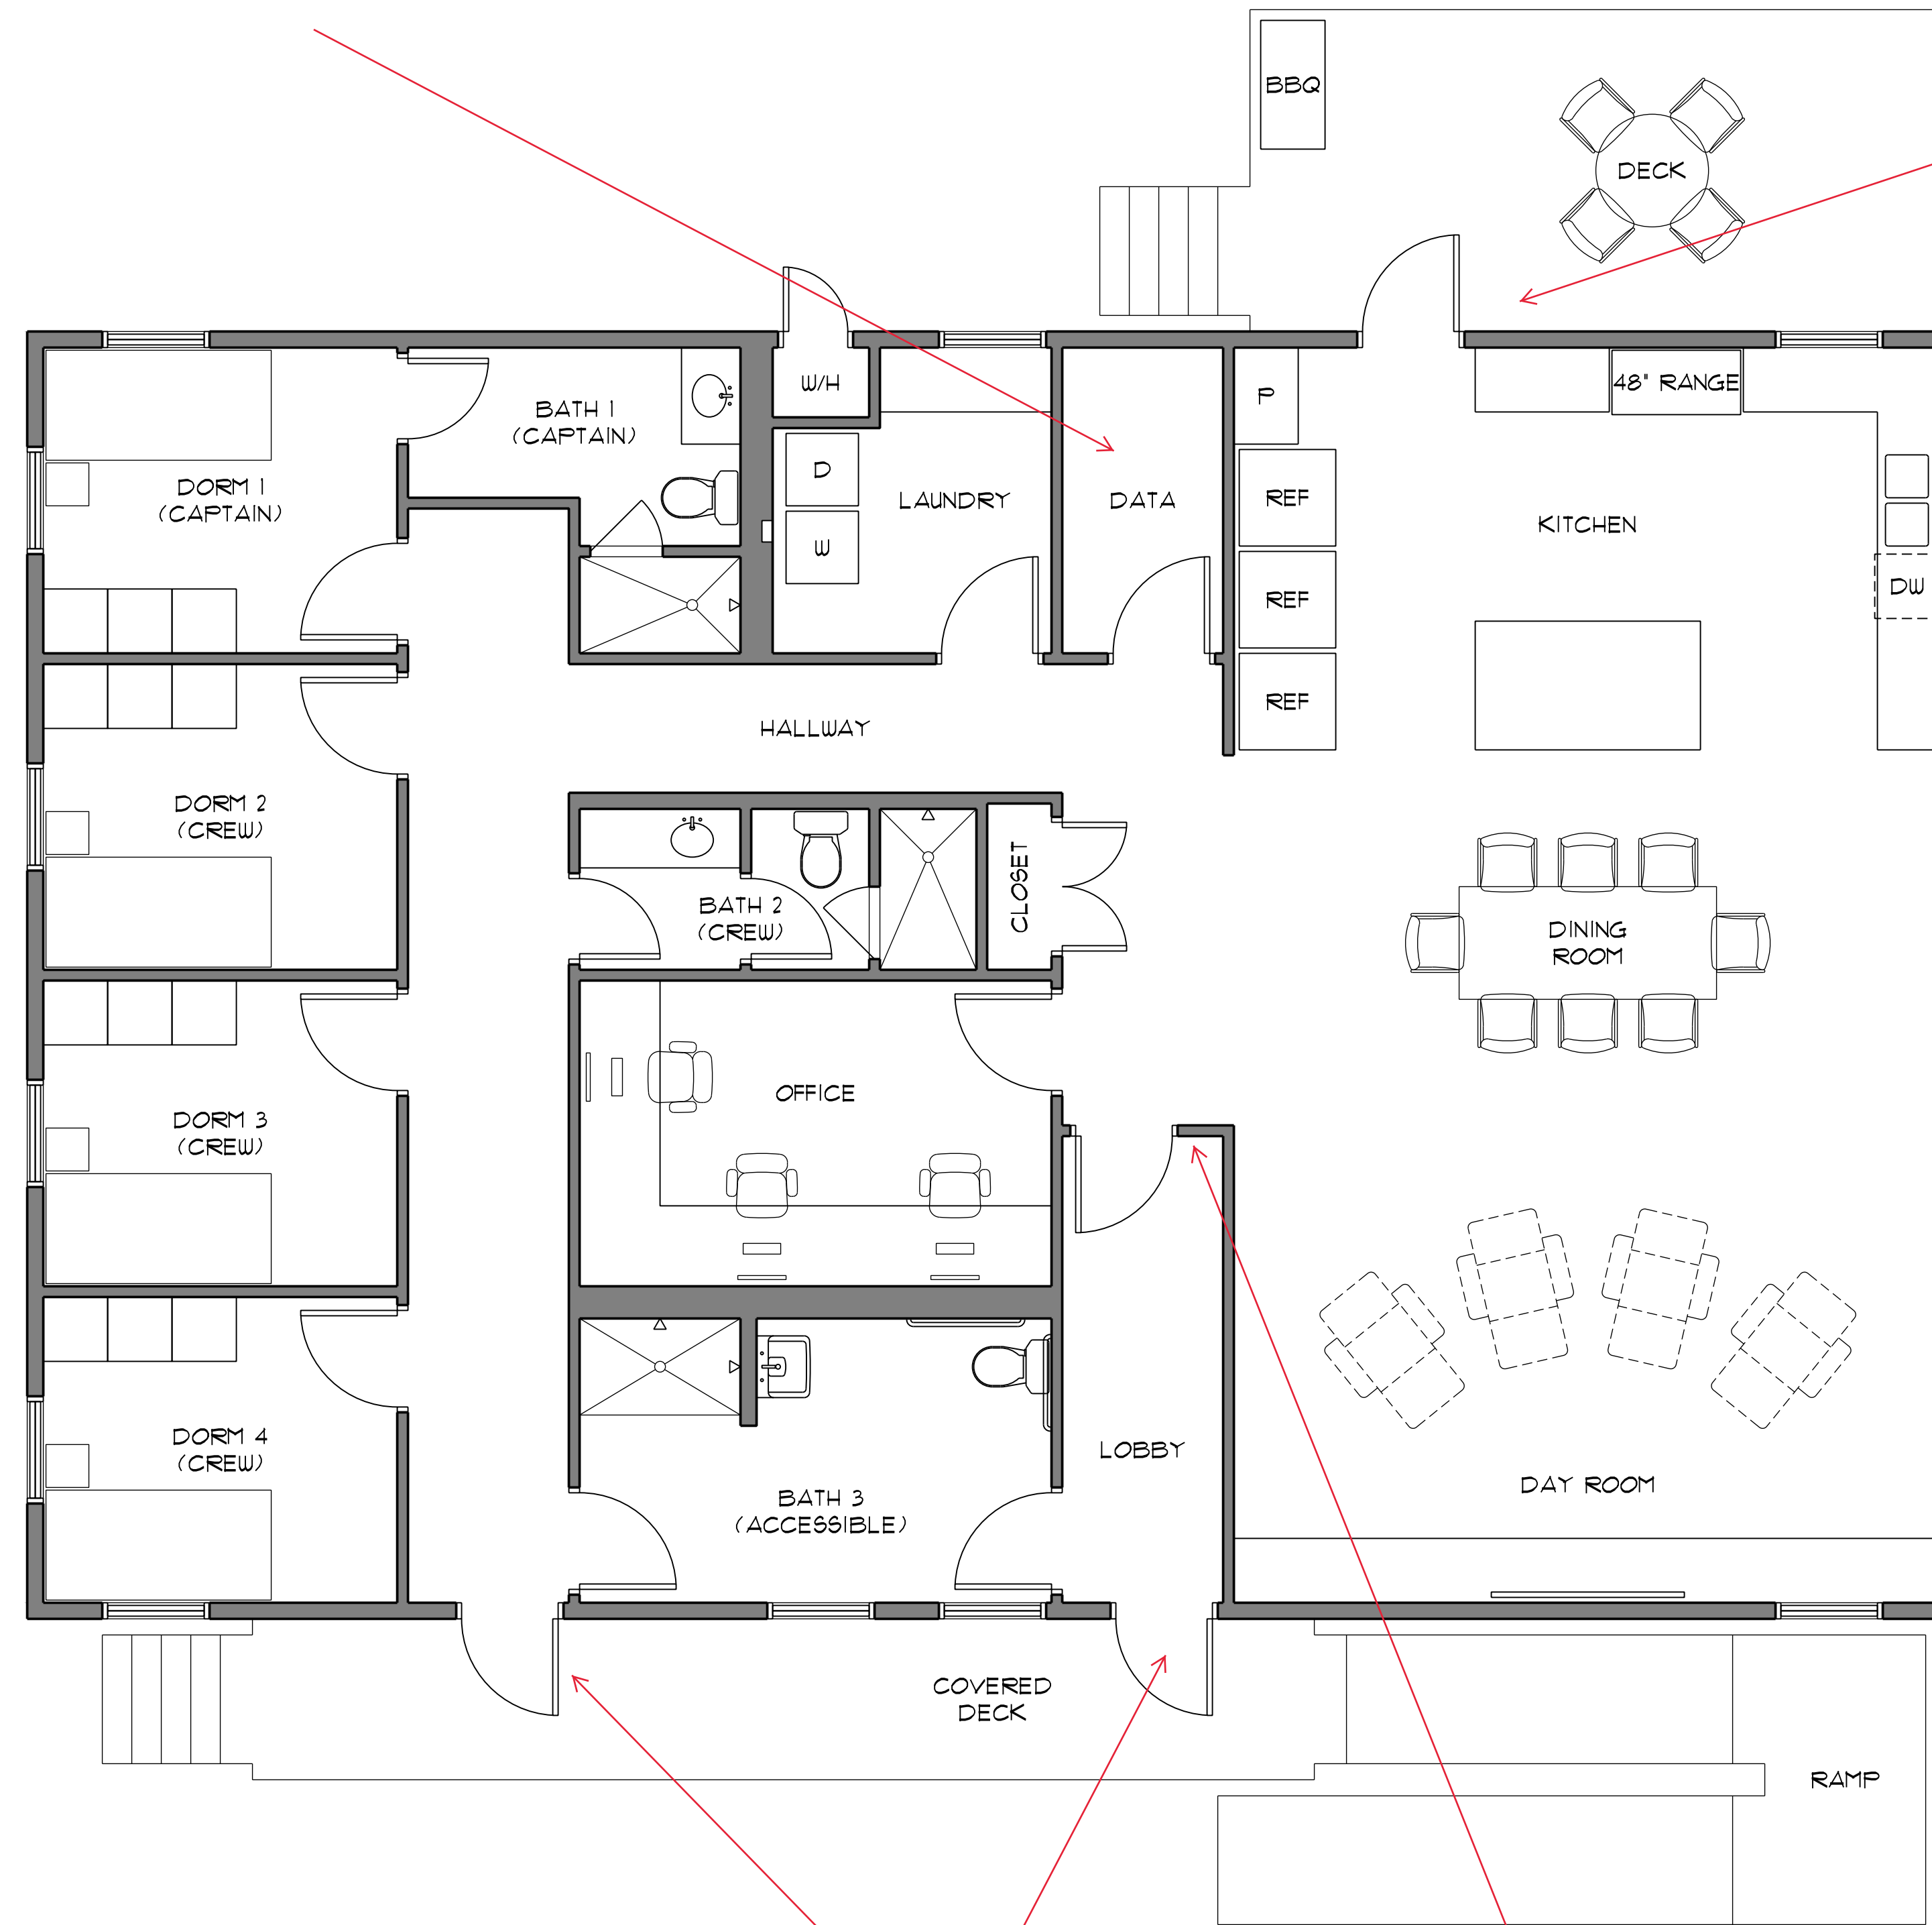 BBQ
DECK
W/H
P
48" RANGE
BATH 1
(CAPTAIN)
D
LAUNDRY
DATA
REF
KITCHEN
DORM 1
(CAPTAIN)
W
REF
DW
REF
HALLWAY
DORM 2
(CREW)
BATH 2
(CREW)
CLOSET
DINING
ROOM
OFFICE
DORM 3
(CREW)
DORM 4
(CREW)
LOBBY
DAY ROOM
BATH 3
(ACCESSIBLE)
COVERED
DECK
RAMP